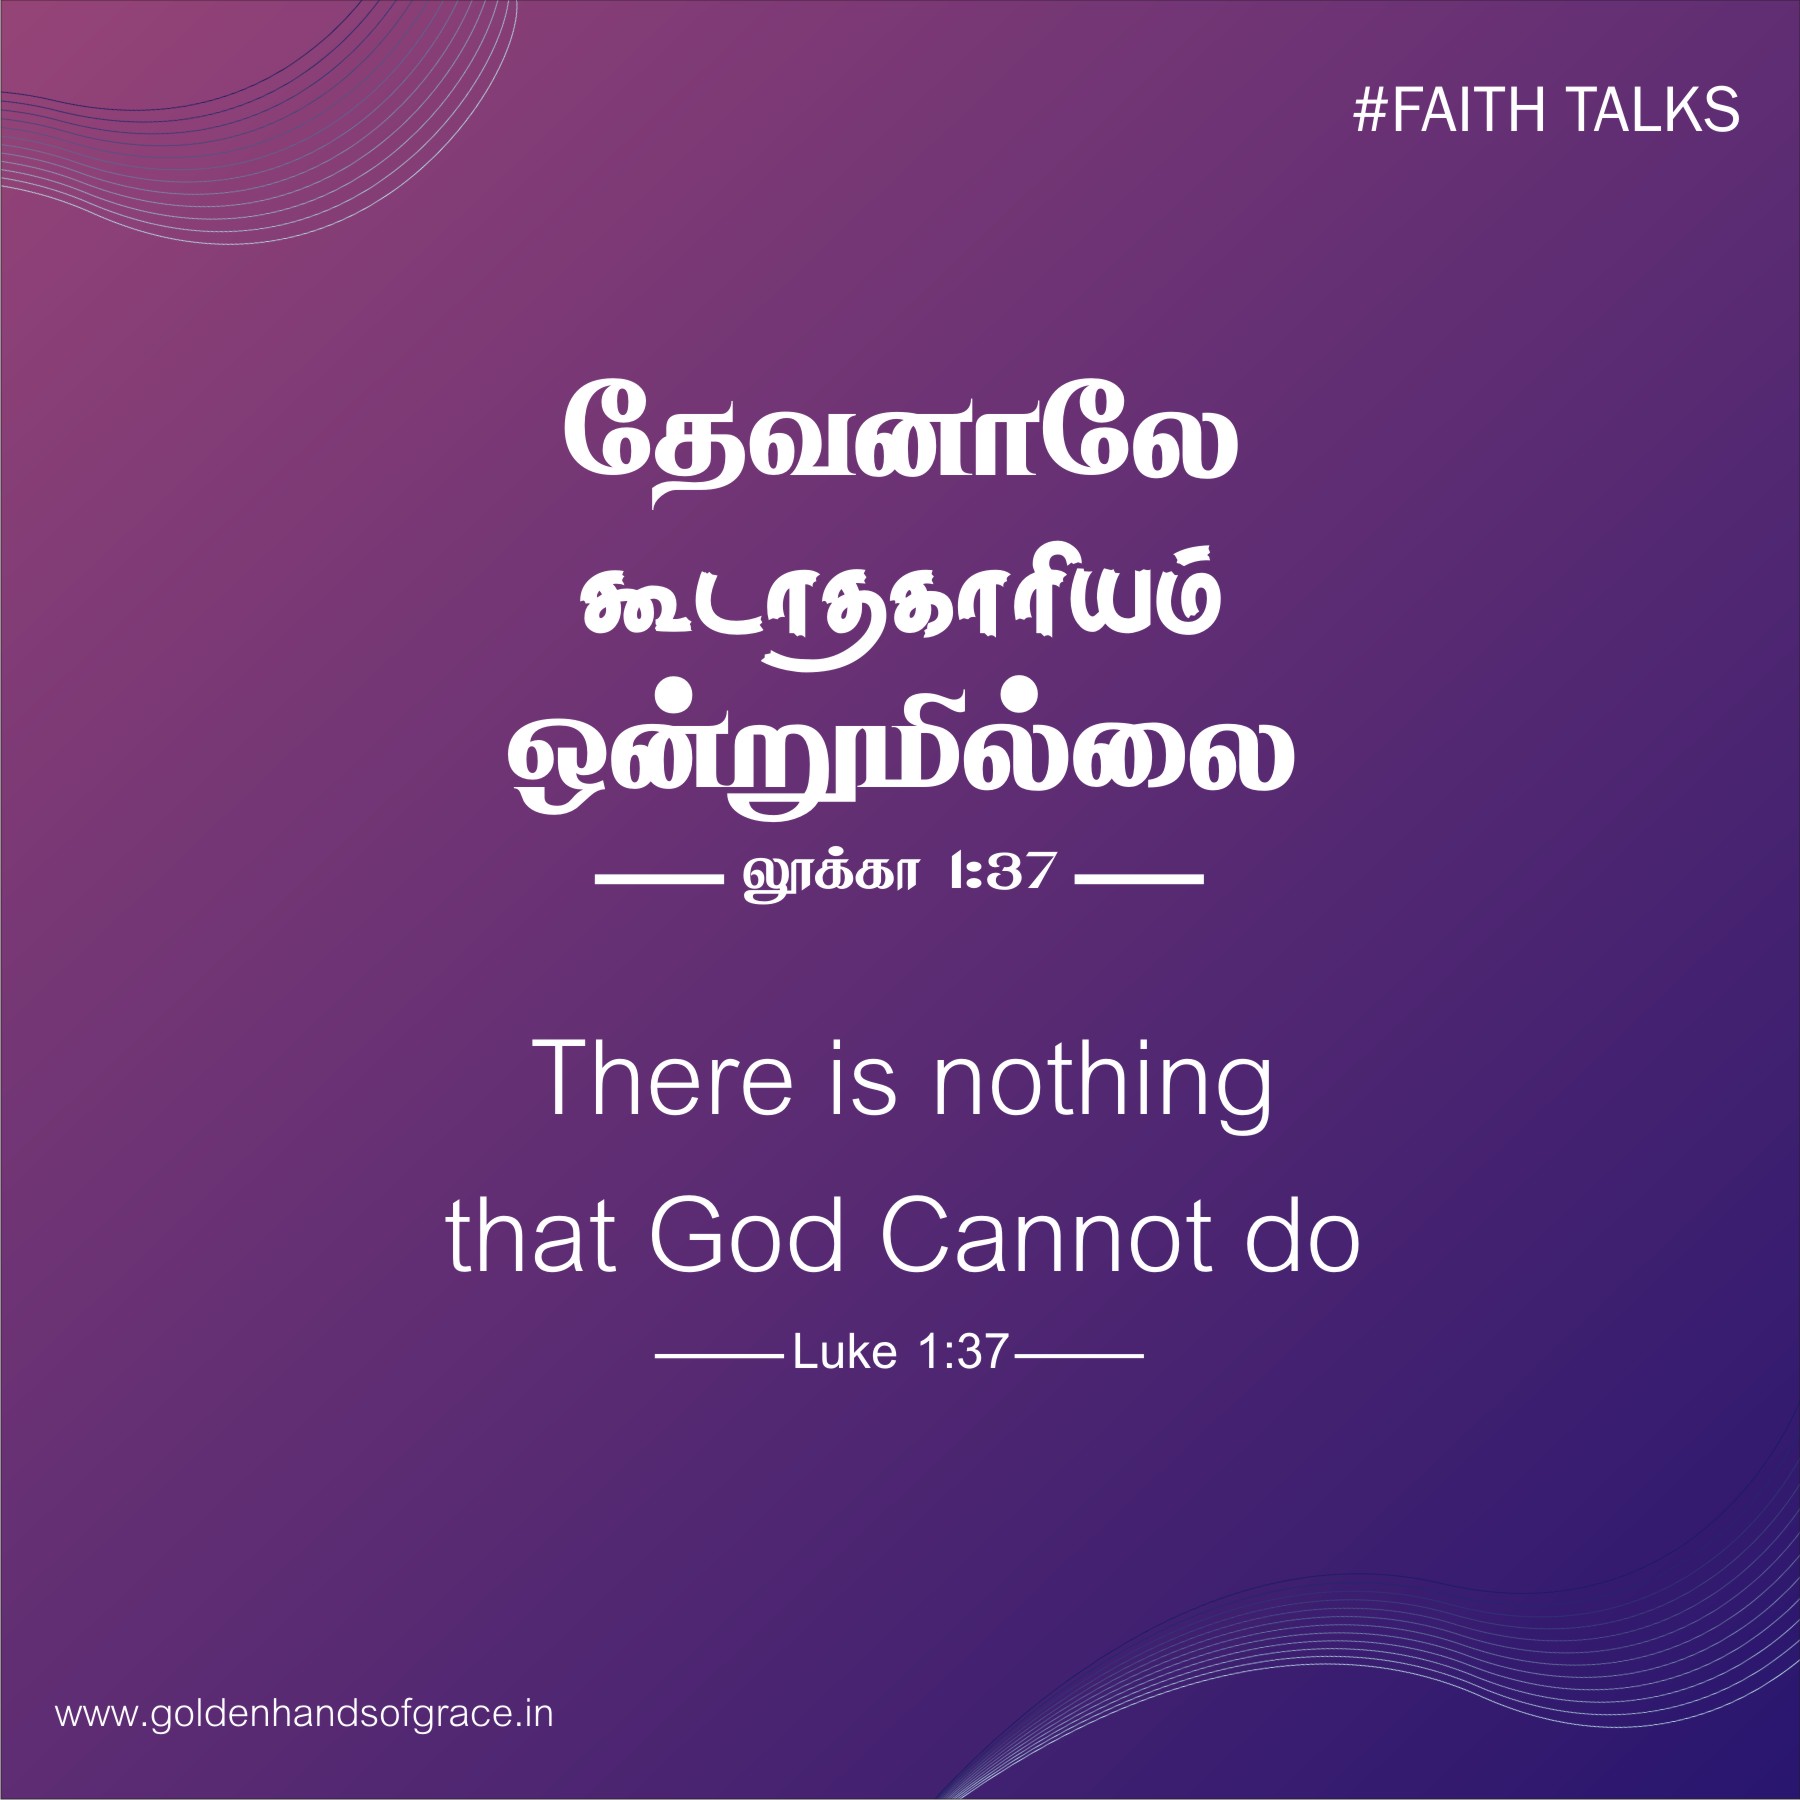 #FAITH TALKS
தேவனாலே
கூடாதகாரியம்
ஒன்றுமில்லை
லூக்கா 1:37
There is nothing
that God Cannot do
Luke 1:37
www.goldenhandsofgrace.in